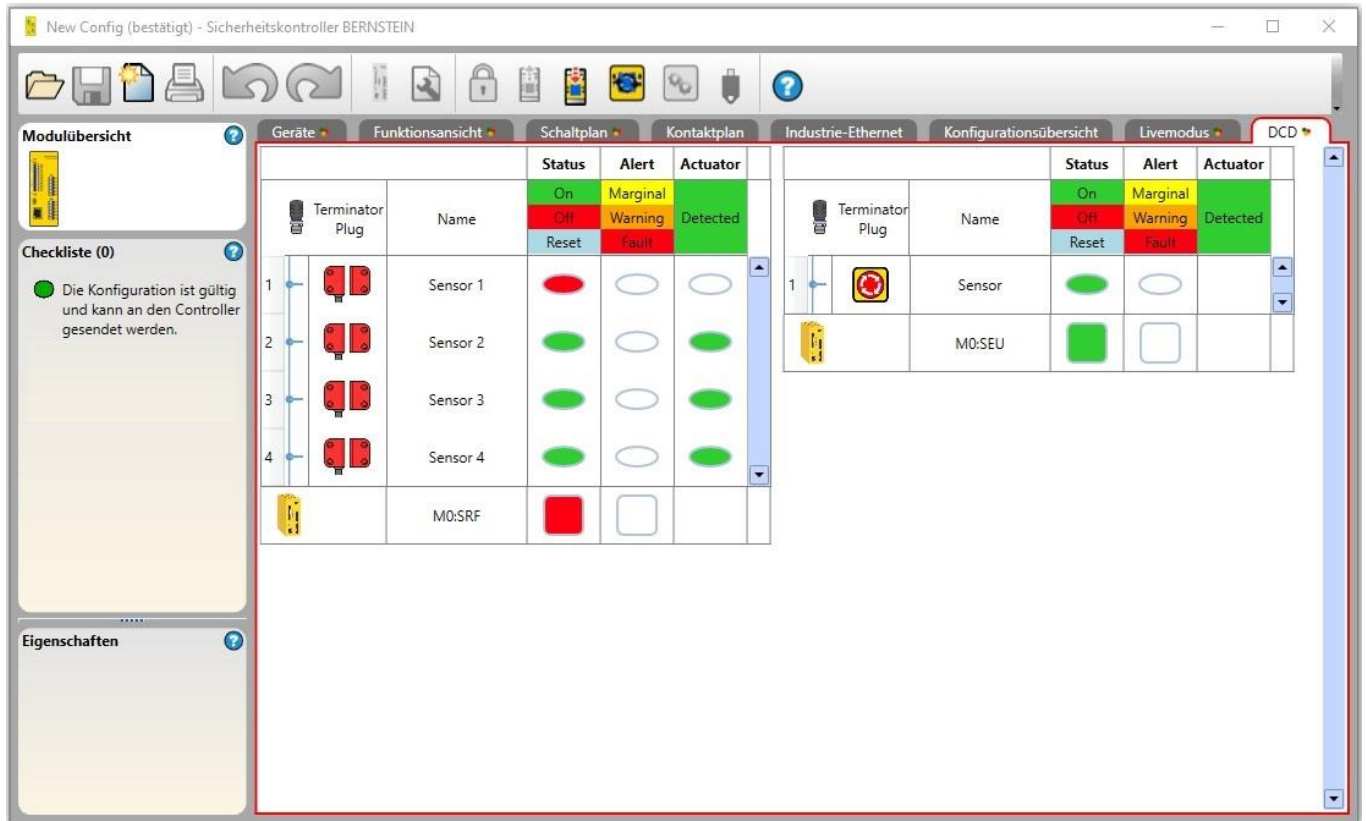 New Config (bestätigt) - Sicherheitskontroller BERNSTEIN
Modulübersicht
Checkliste (0)
Die Konfiguration ist gültig
und kann an den Controller
gesendet werden.
Eigenschaften
Geräte Funktionsansicht Schaltplan Kontaktplan Industrie-Ethernet Konfigurationsübersicht Livemodus DCD
Status Alert Actuator
Terminator Plug Name On Marginal
Off Warning Detected
Reset Fault
1 Sensor 1
2 Sensor 2
3 Sensor 3
4 Sensor 4
M0:SRF
Status Alert Actuator
Terminator Plug Name On Marginal
Off Warning Detected
Reset Fault
1 Sensor
M0:SEU